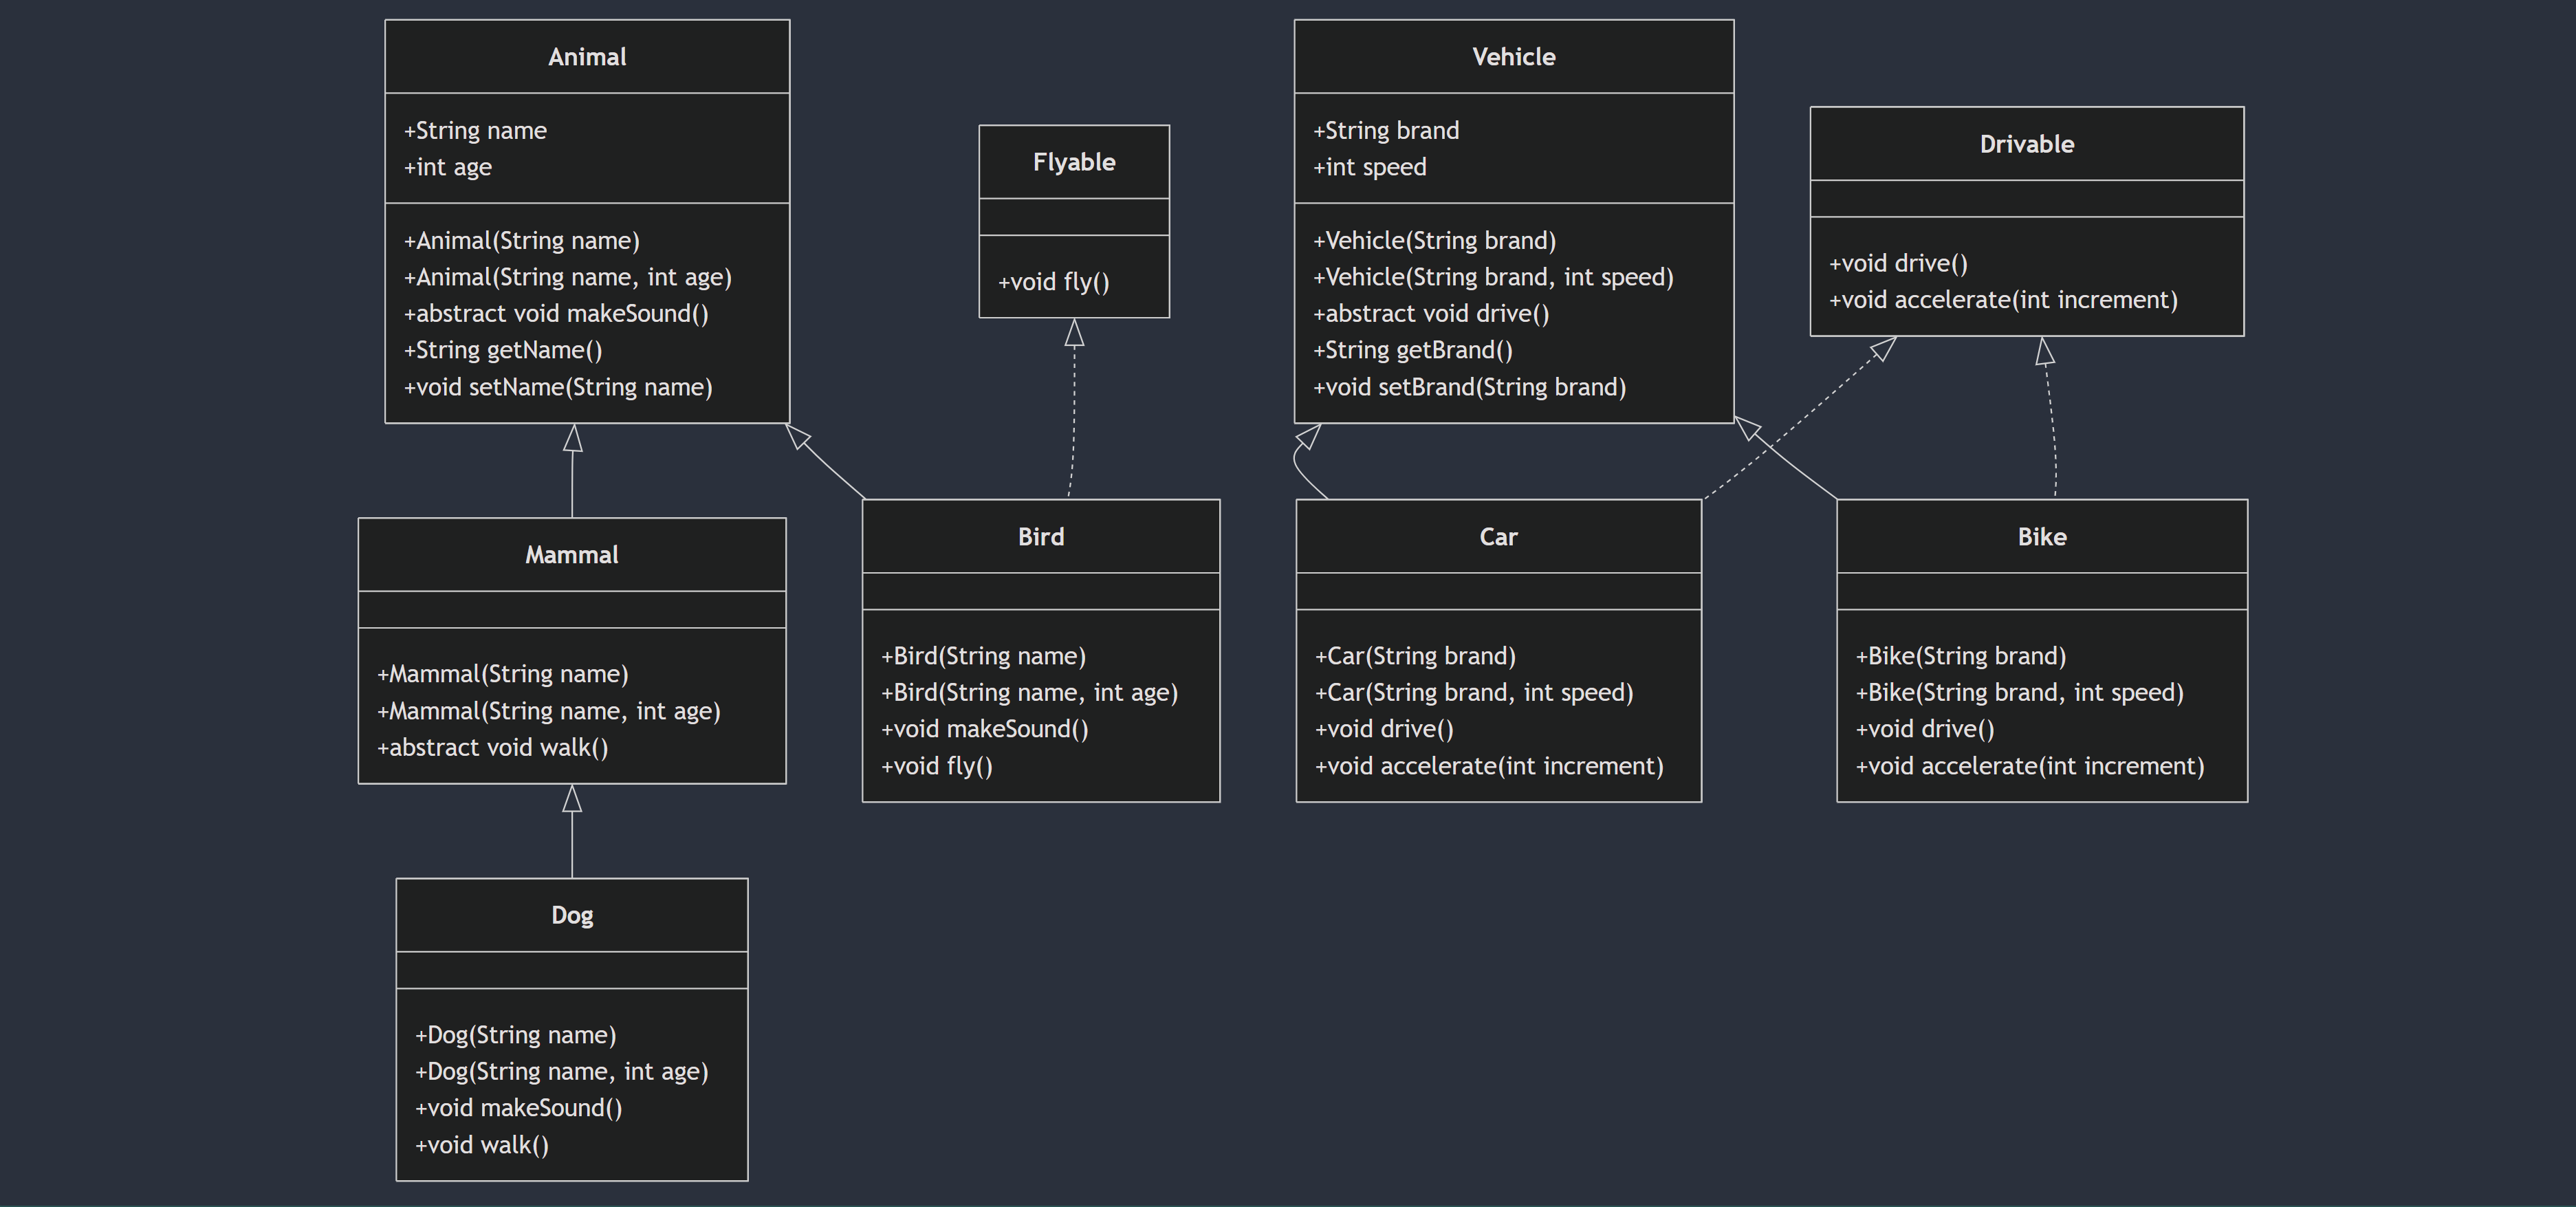 Animal
+String name
+int age
+Animal(String name)
+Animal(String name, int age)
+abstract void makeSound()
+String getName()
+void setName(String name)
Flyable
+void fly()
Vehicle
+String brand
+int speed
+Vehicle(String brand)
+Vehicle(String brand, int speed)
+abstract void drive()
+String getBrand()
+void setBrand(String brand)
Drivable
+void drive()
+void accelerate(int increment)
Mammal
+Mammal(String name)
+Mammal(String name, int age)
+abstract void walk()
Bird
+Bird(String name)
+Bird(String name, int age)
+void makeSound()
+void fly()
Car
+Car(String brand)
+Car(String brand, int speed)
+void drive()
+void accelerate(int increment)
Bike
+Bike(String brand)
+Bike(String brand, int speed)
+void drive()
+void accelerate(int increment)
Dog
+Dog(String name)
+Dog(String name, int age)
+void makeSound()
+void walk()